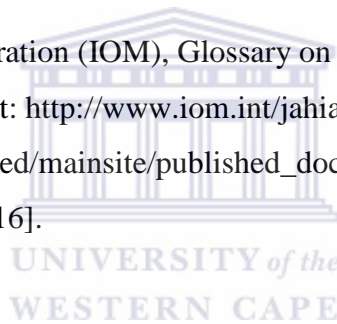 ration (IOM), Glossary on
t: http://www.iom.int/jahia
ed/mainsite/published_doc
16].
UNIVERSITY of the
WESTERN CAPE